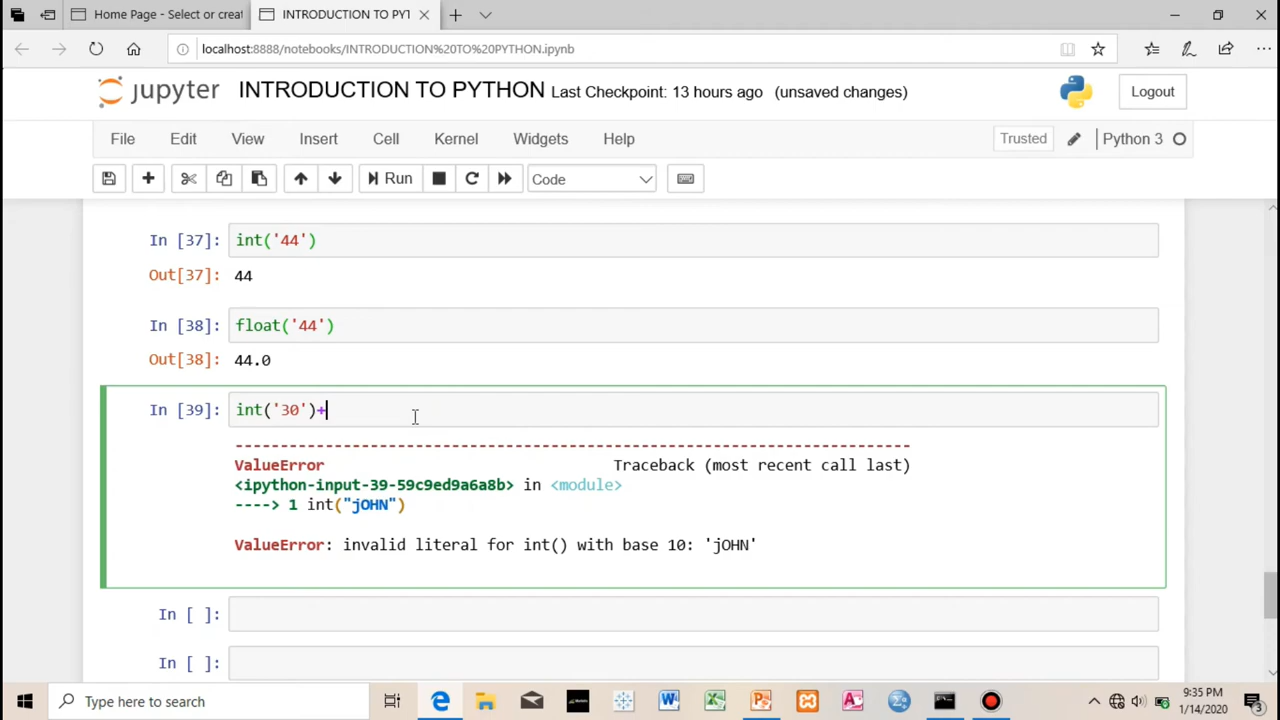 Home Page - Select or creat
INTRODUCTION TO PYT
localhost:8888/notebooks/INTRODUCTION%20TO%20PYTHON.ipynb
jupyter INTRODUCTION TO PYTHON Last Checkpoint: 13 hours ago (unsaved changes)
Logout
File Edit View Insert Cell Kernel Widgets Help
Trusted
Python 3
Run
Code
In [37]: int('44')
Out[37]: 44
In [38]: float('44')
Out[38]: 44.0
In [39]: int('30')+
---------------------------------------------------------------------------
ValueError Traceback (most recent call last)
<ipython-input-39-59c9ed9a6a8b> in <module>
----> 1 int("jOHN")
ValueError: invalid literal for int() with base 10: 'jOHN'
In [ ]:
In [ ]:
Type here to search
9:35 PM
1/14/2020
3